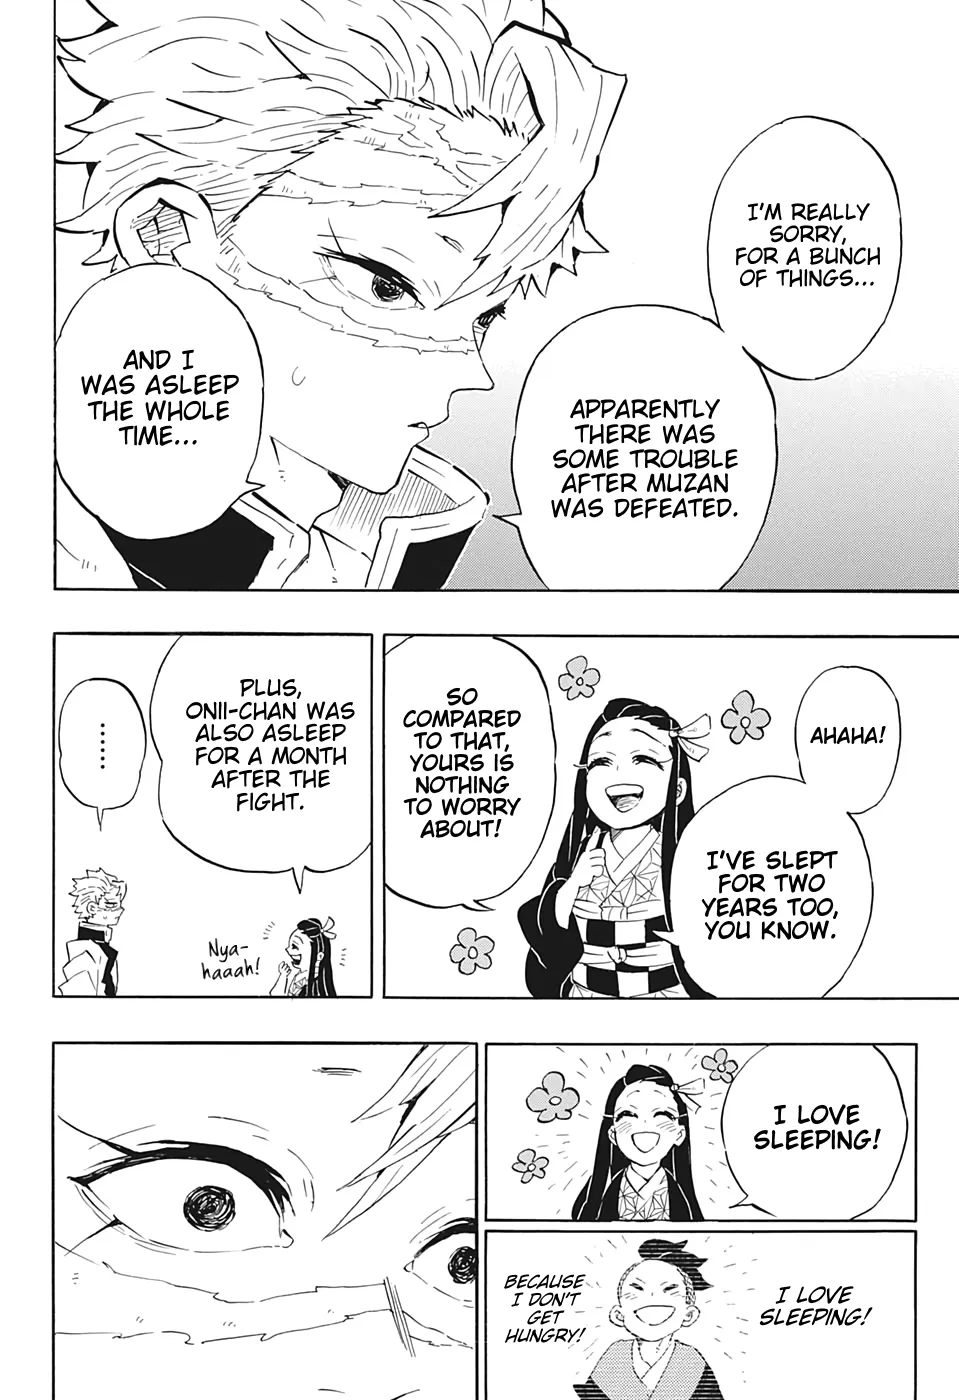 I'M REALLY
SORRY,
FOR A BUNCH
OF THINGS...
APPARENTLY
THERE WAS
SOME TROUBLE
AFTER MUZAN
WAS DEFEATED.
AND I
WAS ASLEEP
THE WHOLE
TIME...
AHAHA!
I'VE SLEPT
FOR TWO
YEARS TOO,
YOU KNOW.
SO
COMPARED
TO THAT,
YOURS IS
NOTHING
TO WORRY
ABOUT!
PLUS,
ONII-CHAN WAS
ALSO ASLEEP
FOR A MONTH
AFTER THE
FIGHT.
Nya-
haaah!
......
I LOVE
SLEEPING!
I LOVE
SLEEPING!
BECAUSE
I DON'T
GET
HUNGRY!